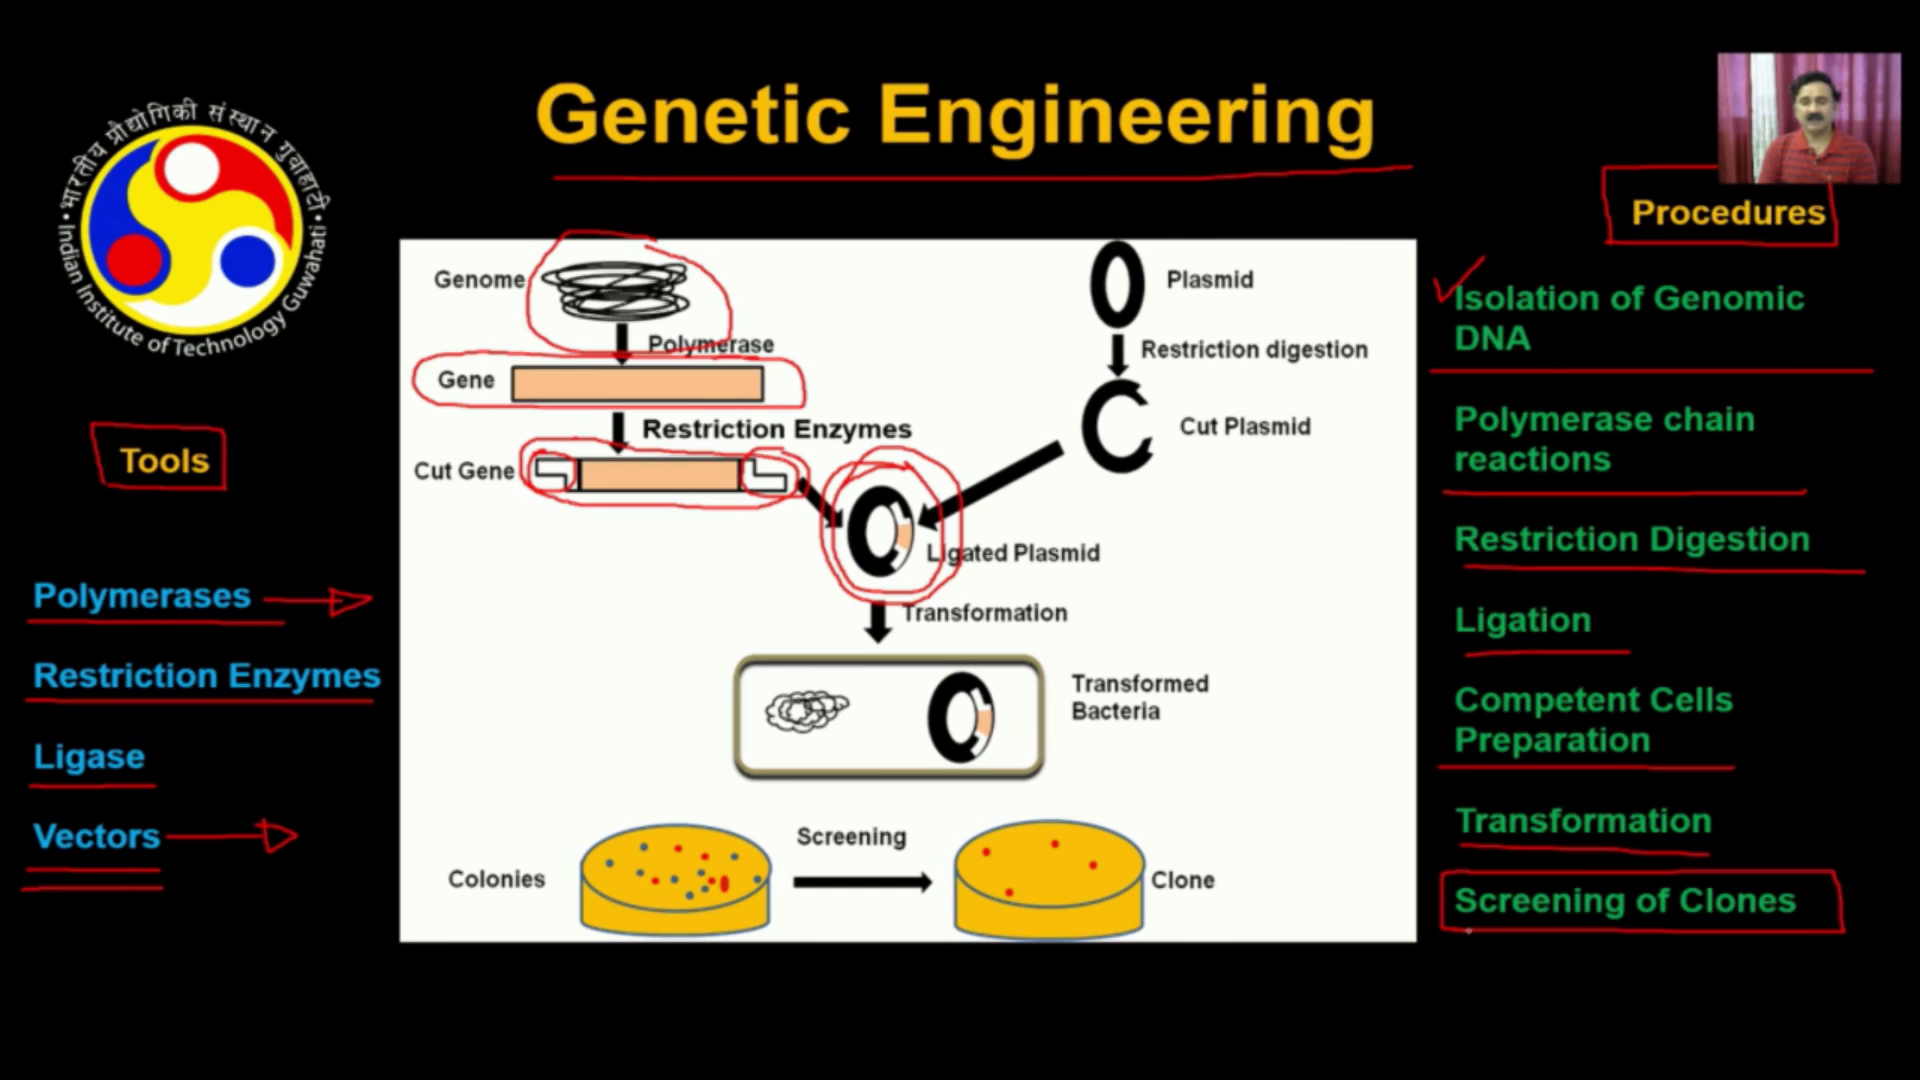 Genetic Engineering
भारतीय प्रौद्योगिकी संस्थान गुवाहाटी
Indian Institute of Technology Guwahati
Tools
Polymerases
Restriction Enzymes
Ligase
Vectors
Genome
Polymerase
Gene
Restriction Enzymes
Cut Gene
Plasmid
Restriction digestion
Cut Plasmid
Ligated Plasmid
Transformation
Transformed
Bacteria
Colonies
Screening
Clone
Procedures
Isolation of Genomic
DNA
Polymerase chain
reactions
Restriction Digestion
Ligation
Competent Cells
Preparation
Transformation
Screening of Clones